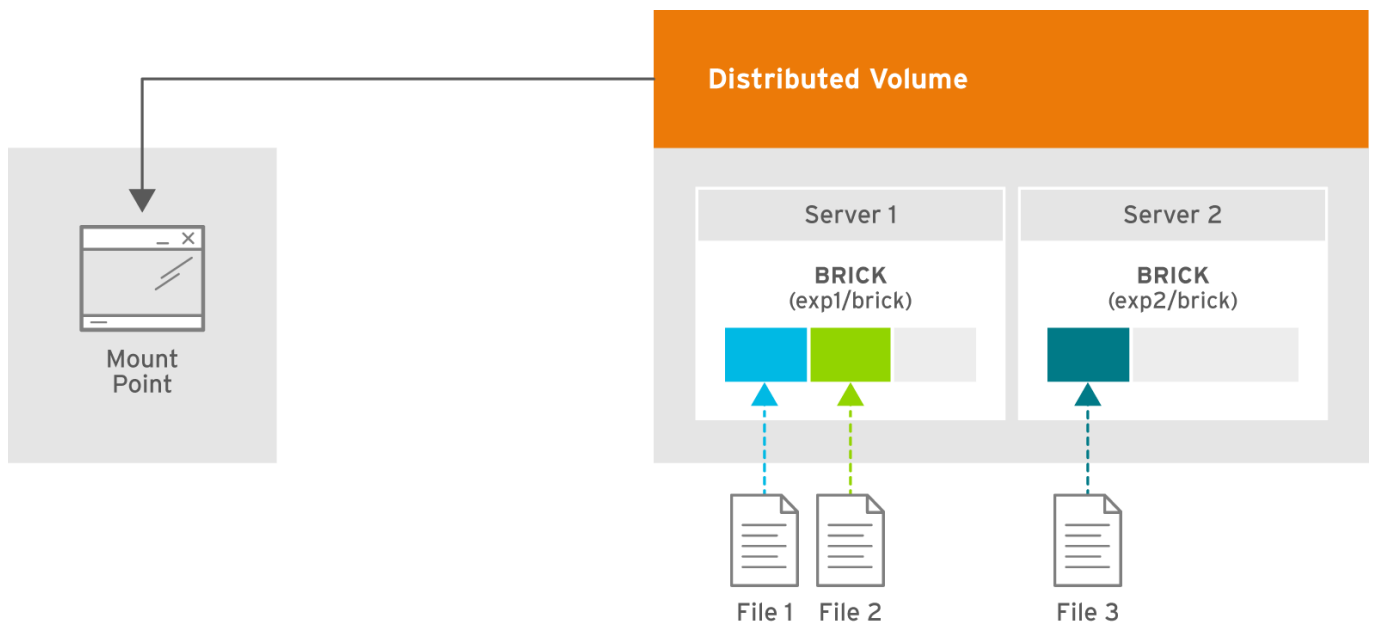 Distributed Volume
Mount
Point
Server 1
BRICK
(exp1/brick)
Server 2
BRICK
(exp2/brick)
File 1
File 2
File 3